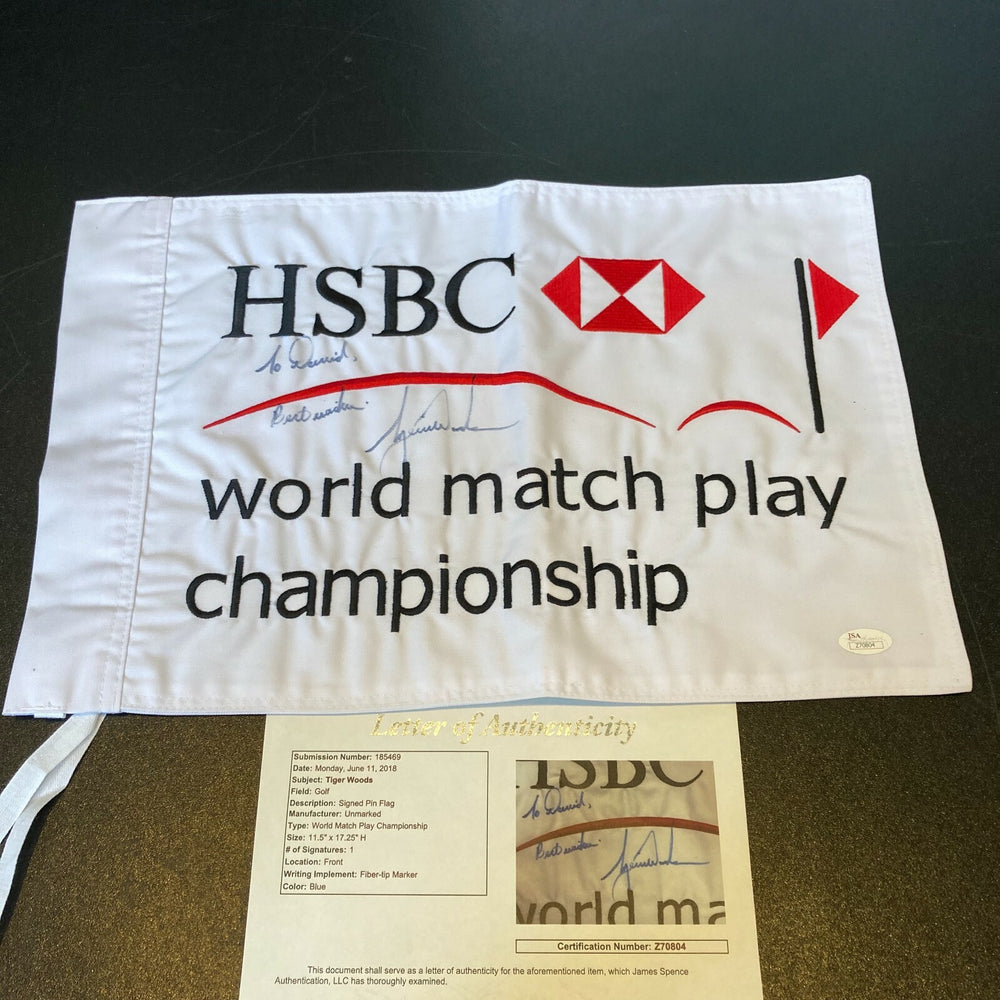 HSBC
to David,
Best wishes.
Tiger Woods
world match play
championship
JSA
Z70804
Letter of Authenticity
Submission Number: 185469
Date: Monday, June 11, 2018
Subject: Tiger Woods
Field: Golf
Description: Signed Pin Flag
Manufacturer: Unmarked
Type: World Match Play Championship
Size: 11.5" x 17.25" H
# of Signatures: 1
Location: Front
Writing Implement: Fiber-tip Marker
Color: Blue
HSBC
to David,
Best wishes.
Tiger Woods
world ma
Certification Number: Z70804
This document shall serve as a letter of authenticity for the aforementioned item, which James Spence
Authentication, LLC has thoroughly examined.